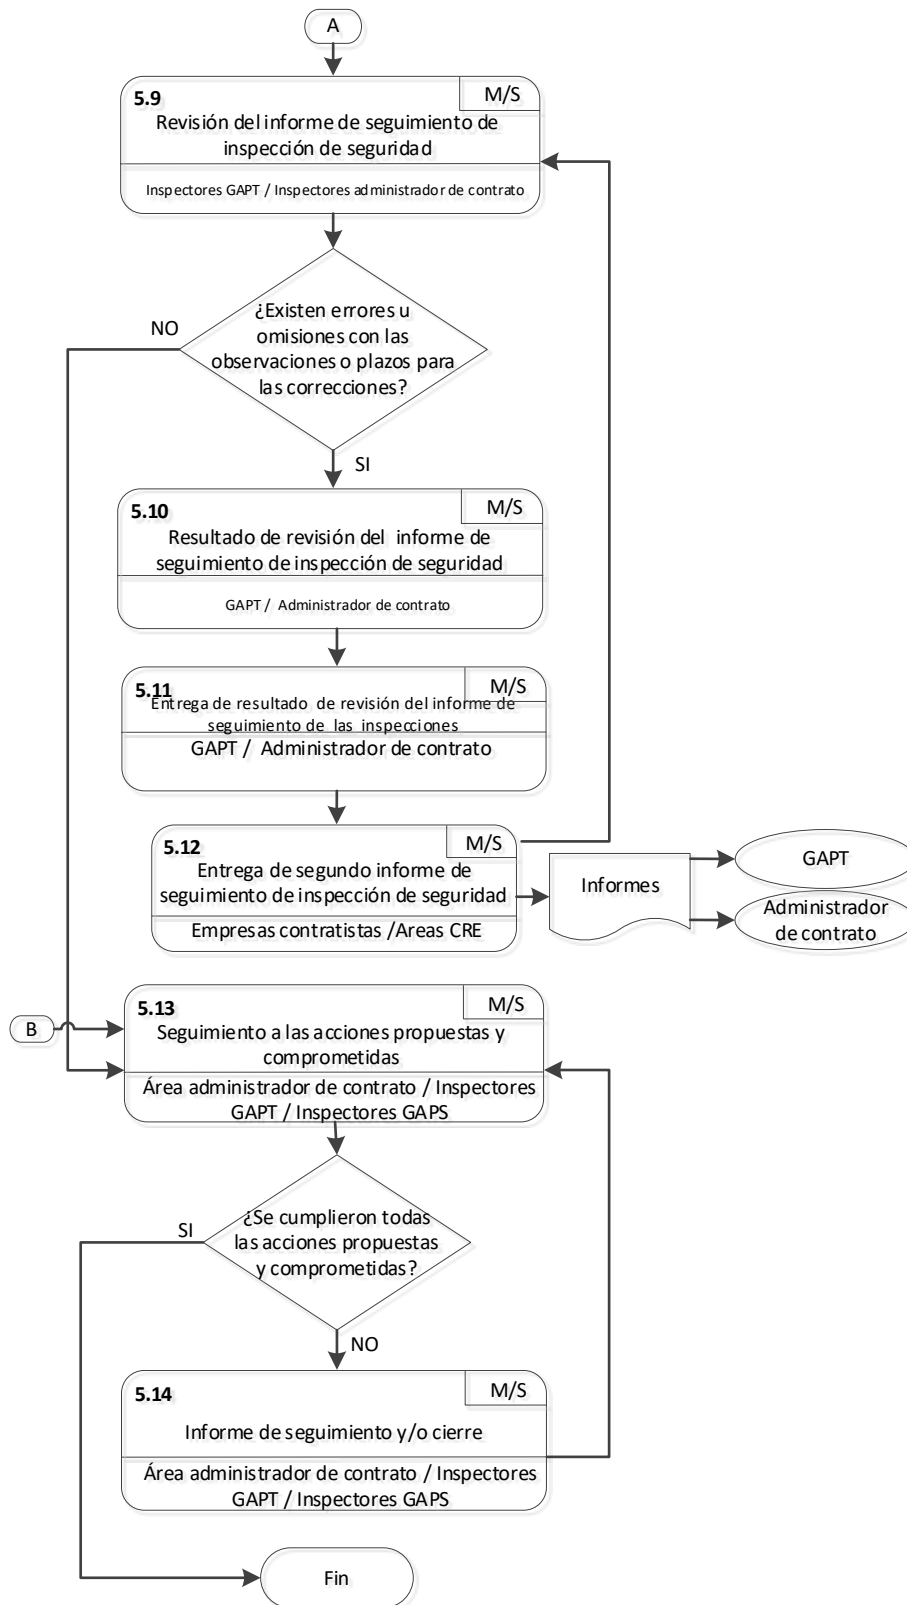 A
5.9
M/S
Revisión del informe de seguimiento de
inspección de seguridad
Inspectores GAPT / Inspectores administrador de contrato
¿Existen errores u
omisiones con las
observaciones o plazos para
las correcciones?
NO
SI
5.10
M/S
Resultado de revisión del informe de
seguimiento de inspección de seguridad
GAPT / Administrador de contrato
5.11
M/S
Entrega de resultado de revisión del informe de
seguimiento de las inspecciones
GAPT / Administrador de contrato
5.12
M/S
Entrega de segundo informe de
seguimiento de inspección de seguridad
Empresas contratistas /Areas CRE
Informes
GAPT
Administrador
de contrato
5.13
M/S
B
Seguimiento a las acciones propuestas y
comprometidas
Área administrador de contrato / Inspectores
GAPT / Inspectores GAPS
¿Se cumplieron todas
las acciones propuestas
y comprometidas?
SI
NO
5.14
M/S
Informe de seguimiento y/o cierre
Área administrador de contrato / Inspectores
GAPT / Inspectores GAPS
Fin